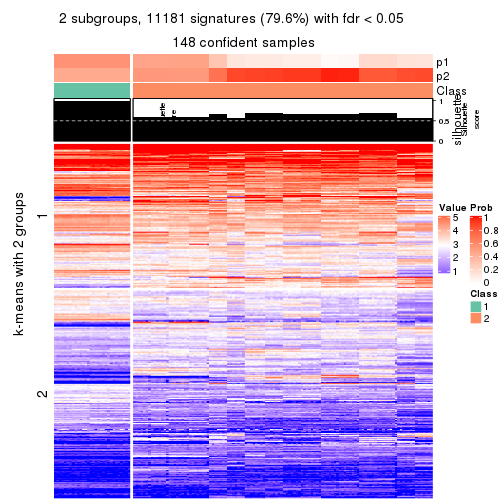 2 subgroups, 11181 signatures (79.6%) with fdr < 0.05
148 confident samples
p1
p2
Class
1
0.5
0
silhouette
Silhouette
score
k-means with 2 groups
1
2
Value
5
4
3
2
1
Prob
1
0.8
0.6
0.4
0.2
0
Class
1
2